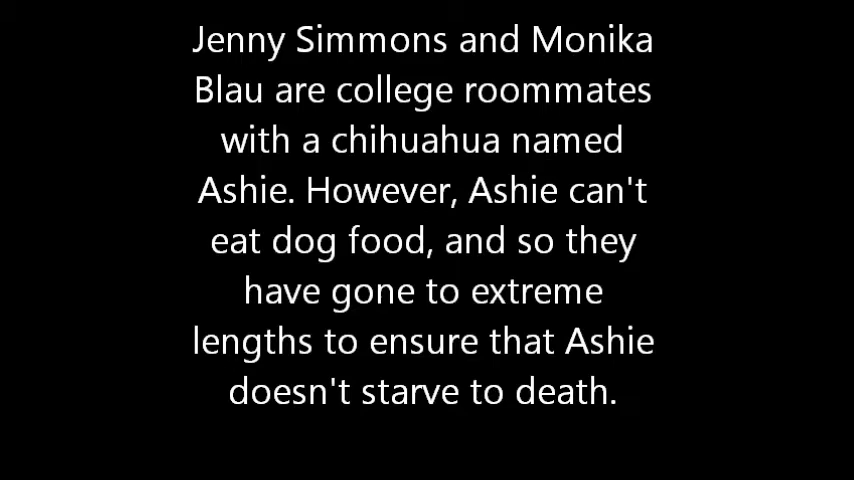 Jenny Simmons and Monika
Blau are college roommates
with a chihuahua named
Ashie. However, Ashie can't
eat dog food, and so they
have gone to extreme
lengths to ensure that Ashie
doesn't starve to death.